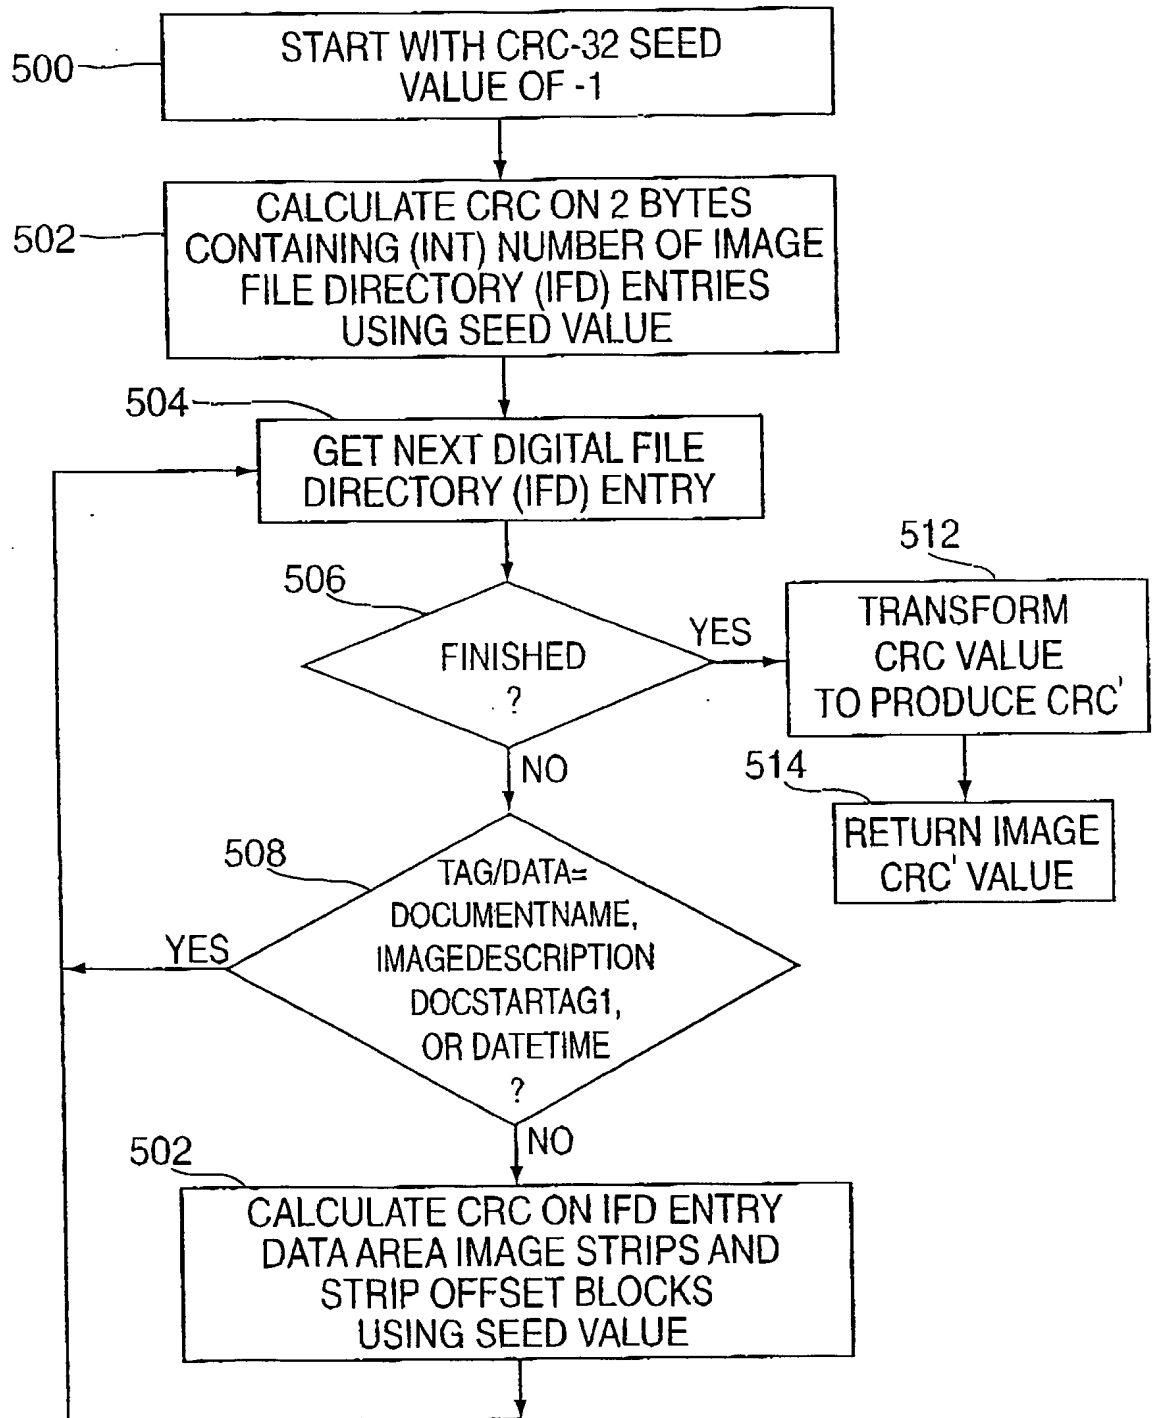 500
START WITH CRC-32 SEED
VALUE OF -1
502
CALCULATE CRC ON 2 BYTES
CONTAINING (INT) NUMBER OF IMAGE
FILE DIRECTORY (IFD) ENTRIES
USING SEED VALUE
504
GET NEXT DIGITAL FILE
DIRECTORY (IFD) ENTRY
506
FINISHED
?
YES
NO
512
TRANSFORM
CRC VALUE
TO PRODUCE CRC'
514
RETURN IMAGE
CRC' VALUE
508
TAG/DATA=
DOCUMENTNAME,
IMAGEDESCRIPTION
DOCSTARTAG1,
OR DATETIME
?
YES
NO
502
CALCULATE CRC ON IFD ENTRY
DATA AREA IMAGE STRIPS AND
STRIP OFFSET BLOCKS
USING SEED VALUE